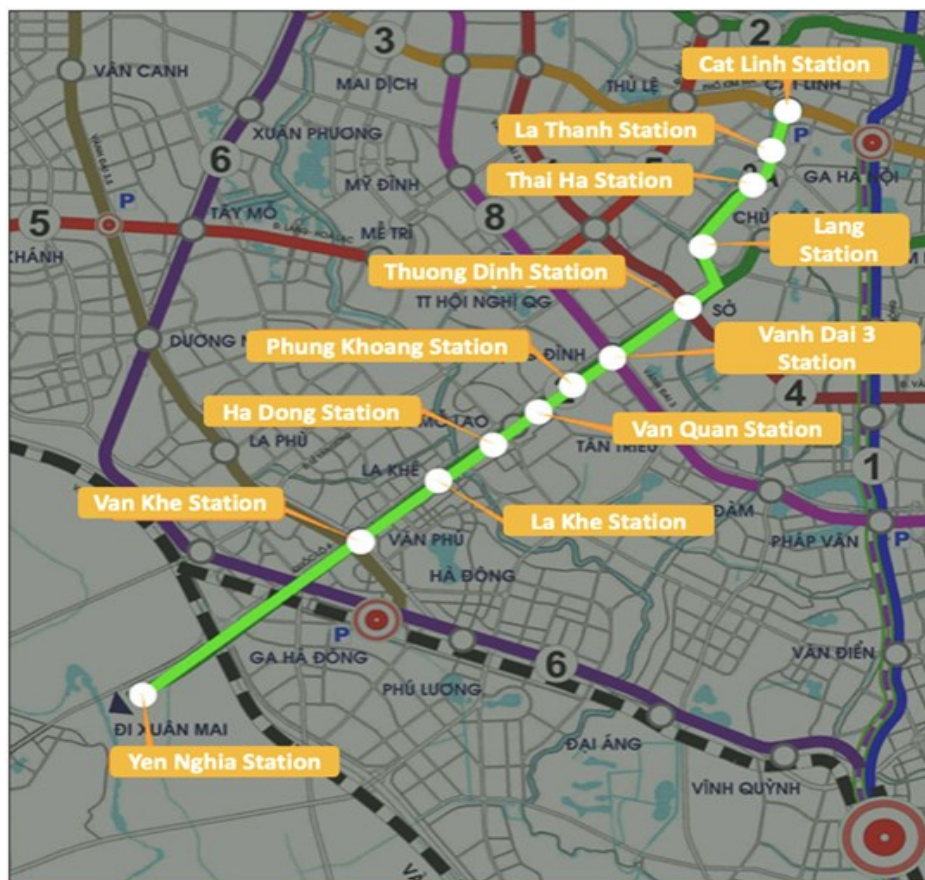 3
2
Cat Linh Station
VÂN CANH
MAI DỊCH
THỦ LỆ
CÁT LINH
La Thanh Station
P
XUÂN PHƯƠNG
6
MỸ ĐÌNH
Thai Ha Station
GA HÀ NỘI
P
5
TÂY MỖ
8
KHÁNH
MỄ TRÌ
Lang
Station
Thuong Dinh Station
TT HỘI NGHỊ QG
SỞ
DƯƠNG
Phung Khoang Station
ĐÌNH
Vanh Dai 3
Station
4
Ha Dong Station
Van Quan Station
LA PHÙ
TÂN TRIỀU
LA KHÊ
1
Van Khe Station
La Khe Station
ĐÀM
VĂN PHÚ
PHÁP VÂN
P
HÀ ĐÔNG
P
GA HÀ ĐÔNG
VĂN ĐIỂN
6
PHÚ LƯƠNG
ĐI XUÂN MAI
ĐẠI ÁNG
Yen Nghia Station
VĨNH QUỲNH